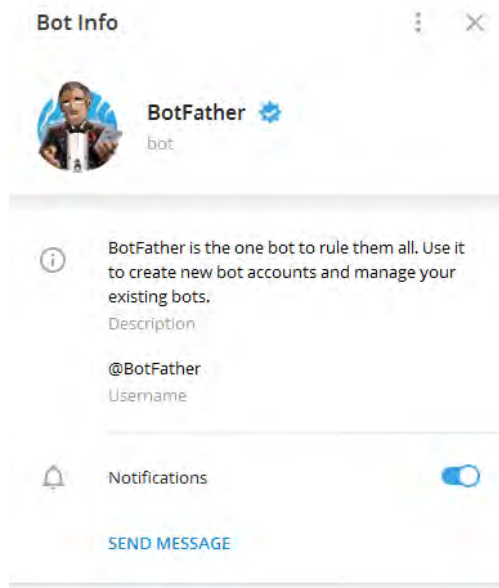 Bot Info
BotFather
bot
BotFather is the one bot to rule them all. Use it
to create new bot accounts and manage your
existing bots.
Description
@BotFather
Username
Notifications
SEND MESSAGE